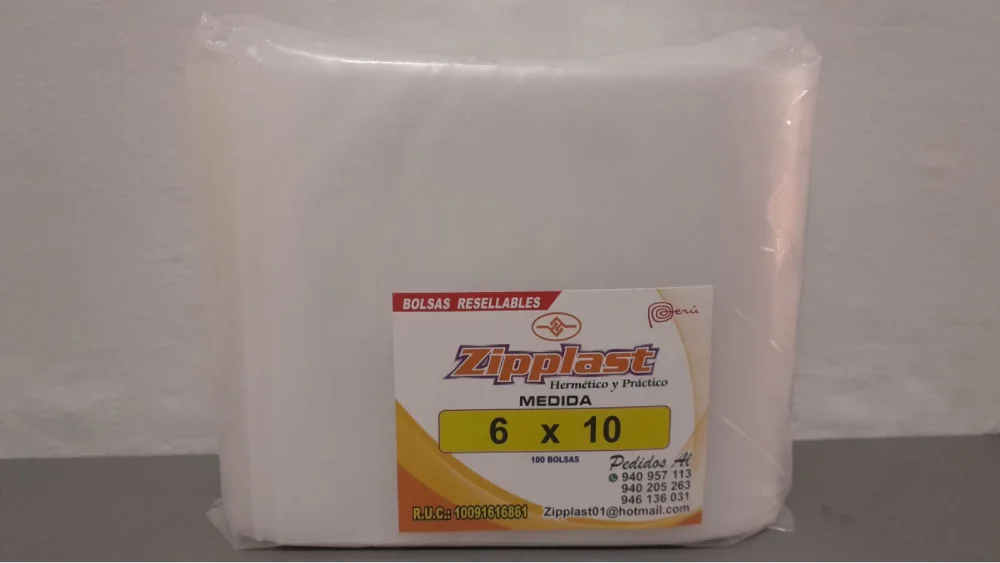 BOLSAS RESELLABLES
Perú
Zipplast
Hermético y Práctico
MEDIDA
6 x 10
100 BOLSAS
Pedidos Al
940 957 113
940 205 263
946 136 031
R.U.C.: 10091616861
Zipplast01@hotmail.com